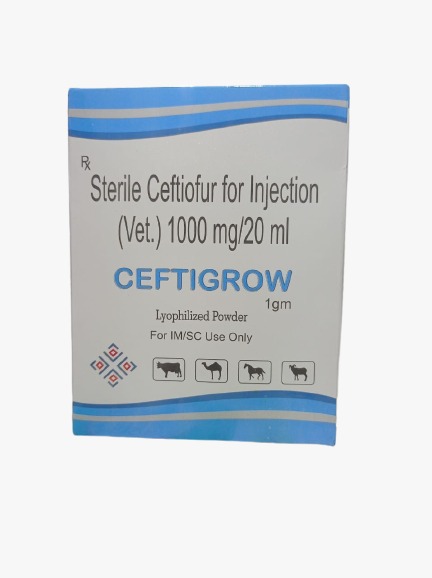 Rx
Sterile Ceftiofur for Injection
(Vet.) 1000 mg/20 ml
CEFTIGROW
1gm
Lyophilized Powder
For IM/SC Use Only